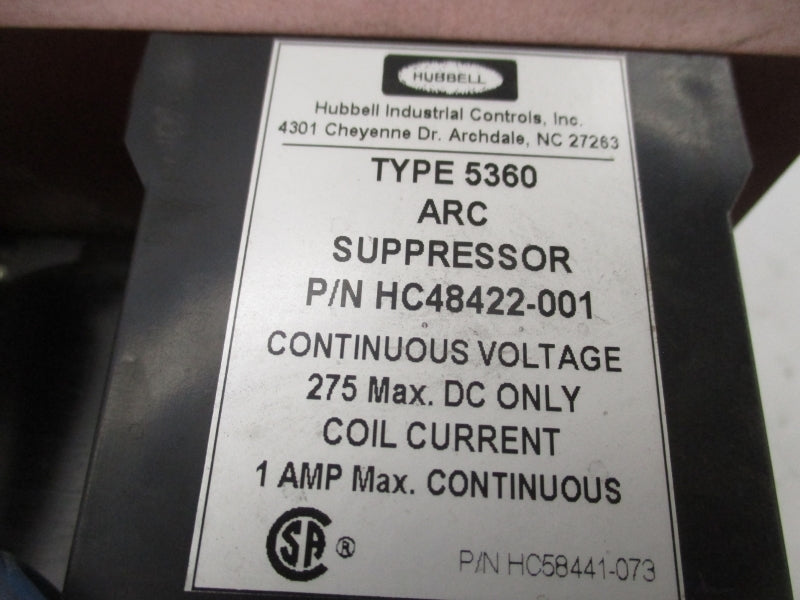 HUBBELL
Hubbell Industrial Controls, Inc.
4301 Cheyenne Dr. Archdale, NC 27263
TYPE 5360
ARC
SUPPRESSOR
P/N HC48422-001
CONTINUOUS VOLTAGE
275 Max. DC ONLY
COIL CURRENT
1 AMP Max. CONTINUOUS
SA ®
P/N HC58441-073